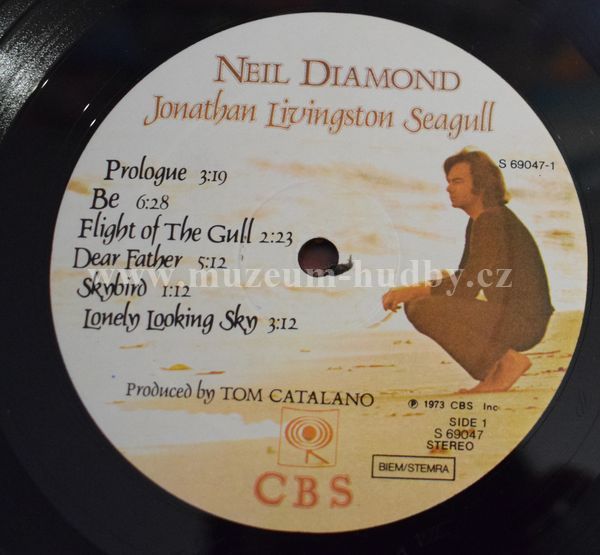 NEIL DIAMOND
Jonathan Livingston Seagull
S 69047-1
Prologue 3:19
Be 6:28
Flight of The Gull 2:23
Dear Father 5:12
Skybird 1:12
Lonely Looking Sky 3:12
www.muzeum-hudby.cz
Produced by TOM CATALANO
℗ 1973 CBS Inc.
SIDE 1
S 69047
STEREO
BIEM/STEMRA
CBS